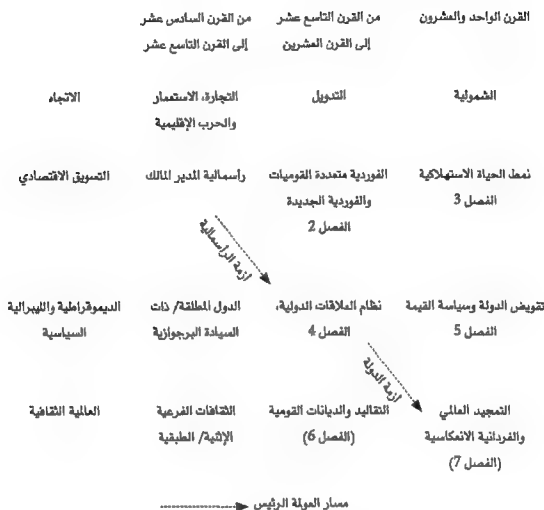 من القرن السادس عشر من القرن التاسع عشر القرن الواحد والعشرون
إلى القرن التاسع عشر إلى القرن العشرين
الاتجاه التجارة، الاستعمار التدويل الشمولية
والحرب الإقليمية
التسويق الاقتصادي رأسمالية المدير المالك الفوردية متعددة القوميات نمط الحياة الاستهلاكية
والفوردية الجديدة الفصل 3
الفصل 2
أزمة الرأسمالية
الديموقراطية والليبرالية الدول المطلقة/ ذات نظام العلاقات الدولية، تقويض الدولة وسياسة القيمة
السياسية السيادة البرجوازية الفصل 4 الفصل 5
أزمة الدولة
العالمية الثقافية الثقافات الفرعية التقاليد والديانات القومية التمجيد العالمي
الإثنية/ الطبقية (الفصل 6) والفردانية الانعكاسية
(الفصل 7)
مسار العولمة الرئيس